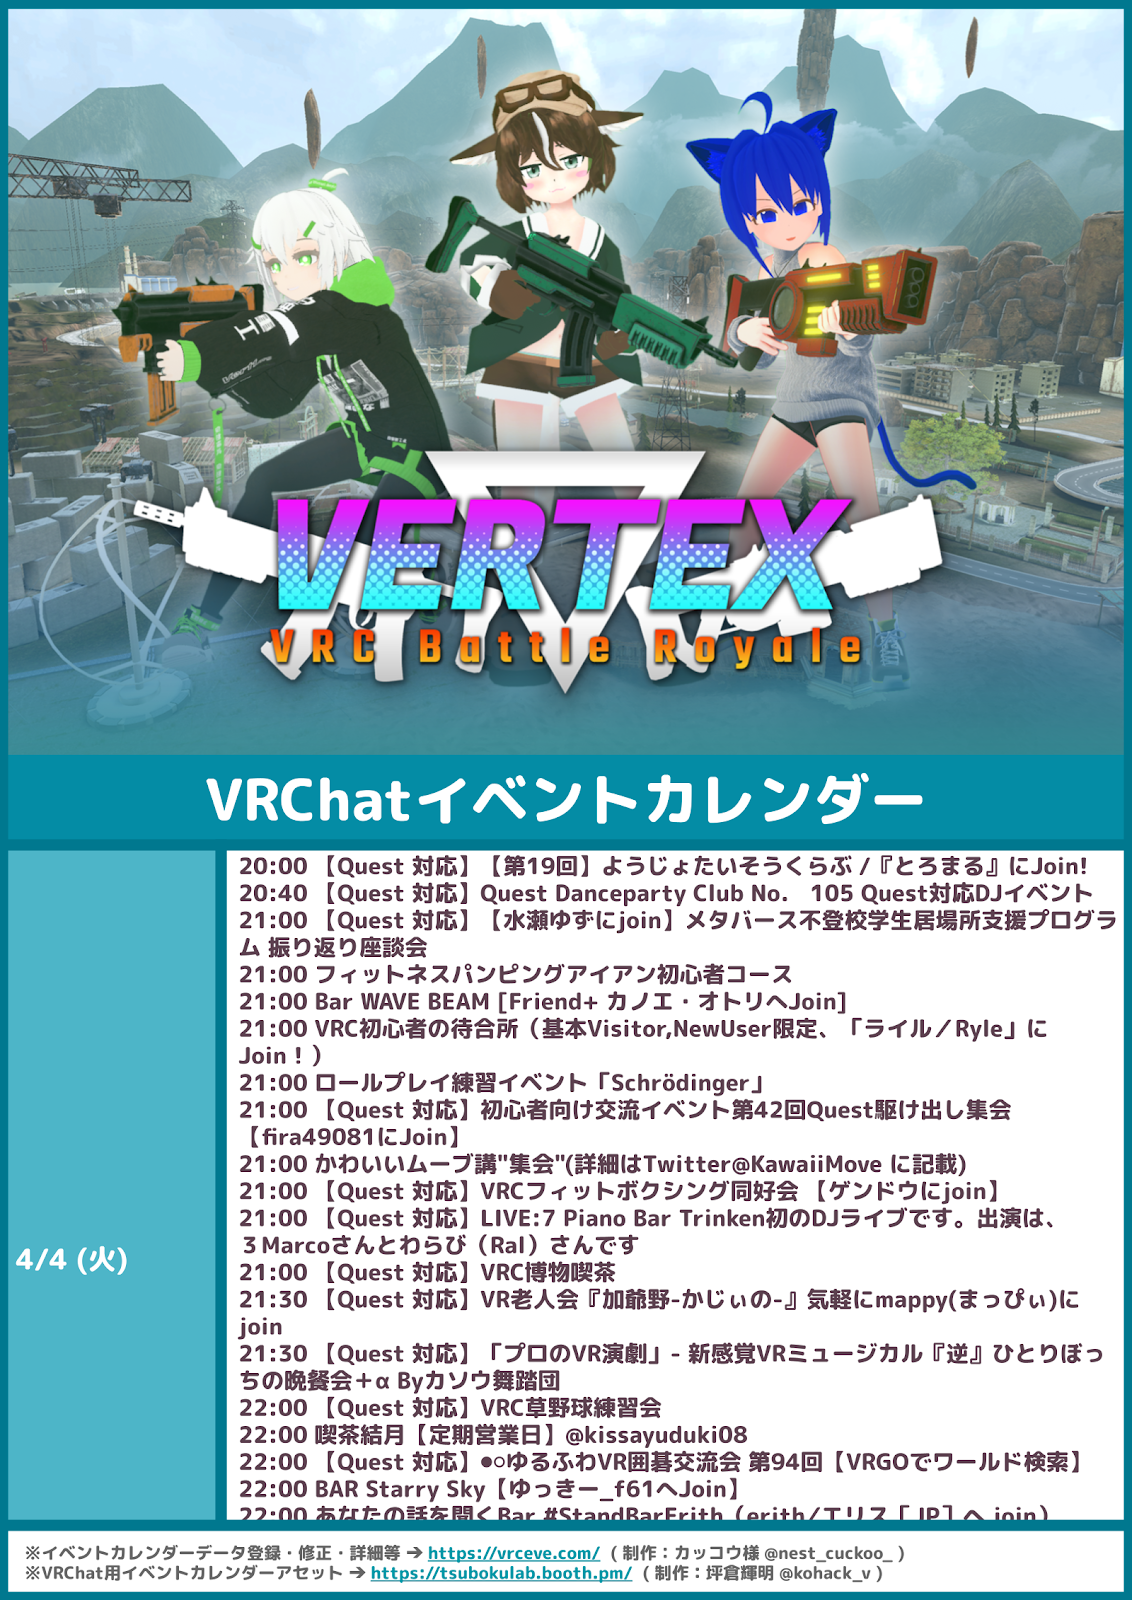 VERTEX
VRC Battle Royale
VRChatイベントカレンダー
4/4 (火)
20:00 【Quest 対応】【第19回】ようじょたいそうくらぶ /『とろまる』にJoin!
20:40 【Quest 対応】Quest Danceparty Club No. 105 Quest対応DJイベント
21:00 【Quest 対応】【水瀬ゆずにjoin】メタバース不登校学生居場所支援プログラ
ム 振り返り座談会
21:00 フィットネスパンピングアイアン初心者コース
21:00 Bar WAVE BEAM [Friend+ カノエ・オトリへJoin]
21:00 VRC初心者の待合所（基本Visitor,NewUser限定、「ライル／Ryle」に
Join！）
21:00 ロールプレイ練習イベント「Schrödinger」
21:00 【Quest 対応】初心者向け交流イベント第42回Quest駆け出し集会
【fira49081にJoin】
21:00 かわいいムーブ講"集会"(詳細はTwitter@KawaiiMove に記載)
21:00 【Quest 対応】VRCフィットボクシング同好会 【ゲンドウにjoin】
21:00 【Quest 対応】LIVE:7 Piano Bar Trinken初のDJライブです。出演は、
３Marcoさんとわらび（Ral）さんです
21:00 【Quest 対応】VRC博物喫茶
21:30 【Quest 対応】VR老人会『加爺野-かじぃの-』気軽にmappy(まっぴぃ)に
join
21:30 【Quest 対応】「プロのVR演劇」- 新感覚VRミュージカル『逆』ひとりぼっ
ちの晩餐会＋α Byカソウ舞踏団
22:00 【Quest 対応】VRC草野球練習会
22:00 喫茶結月【定期営業日】@kissayuduki08
22:00 【Quest 対応】●○ゆるふわVR囲碁交流会 第94回【VRGOでワールド検索】
22:00 BAR Starry Sky【ゆっきー_f61へJoin】
22:00 あなたの話を聞くBar #StandBarErith（erith/エリス［JP］へ join）
※イベントカレンダーデータ登録・修正・詳細等 ➔ https://vrceve.com/ （ 制作：カッコウ様 @nest_cuckoo_ ）
※VRChat用イベントカレンダーアセット ➔ https://tsubokulab.booth.pm/ （ 制作：坪倉輝明 @kohack_v ）